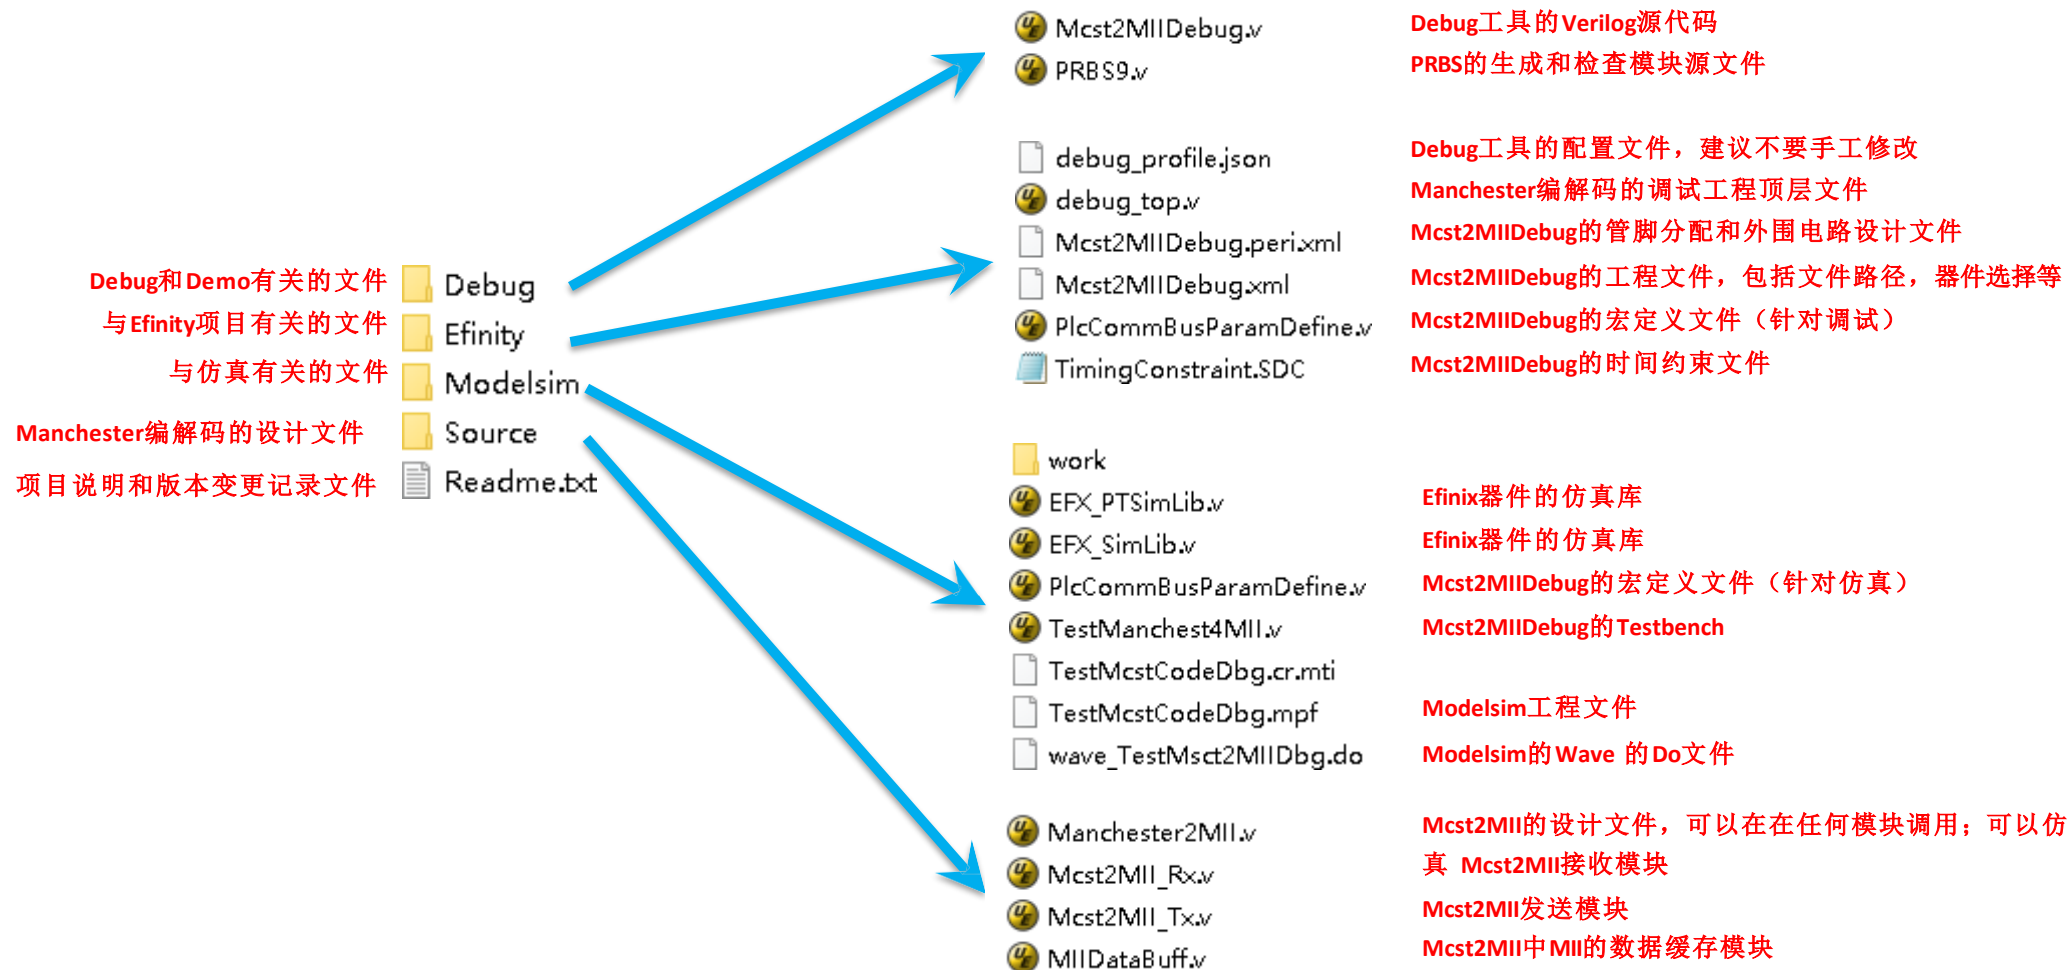 Debug和Demo有关的文件 Debug
与Efinity项目有关的文件 Efinity
与仿真有关的文件 Modelsim
Manchester编解码的设计文件 Source
项目说明和版本变更记录文件 Readme.txt
Mcst2MIIDebug.v Debug工具的Verilog源代码
PRBS9.v PRBS的生成和检查模块源文件
debug_profile.json Debug工具的配置文件，建议不要手工修改
debug_top.v Manchester编解码的调试工程顶层文件
Mcst2MIIDebug.peri.xml Mcst2MIIDebug的管脚分配和外围电路设计文件
Mcst2MIIDebug.xml Mcst2MIIDebug的工程文件，包括文件路径，器件选择等
PlcCommBusParamDefine.v Mcst2MIIDebug的宏定义文件（针对调试）
TimingConstraint.SDC Mcst2MIIDebug的时间约束文件
work
EFX_PTSimLib.v Efinix器件的仿真库
EFX_SimLib.v Efinix器件的仿真库
PlcCommBusParamDefine.v Mcst2MIIDebug的宏定义文件（针对仿真）
TestManchest4MII.v Mcst2MIIDebug的Testbench
TestMcstCodeDbg.cr.mti
TestMcstCodeDbg.mpf Modelsim工程文件
wave_TestMsct2MIIDbg.do Modelsim的Wave 的Do文件
Manchester2MII.v Mcst2MII的设计文件，可以在在任何模块调用；可以仿
Mcst2MII_Rx.v 真 Mcst2MII接收模块
Mcst2MII_Tx.v Mcst2MII发送模块
MIIDataBuff.v Mcst2MII中MII的数据缓存模块